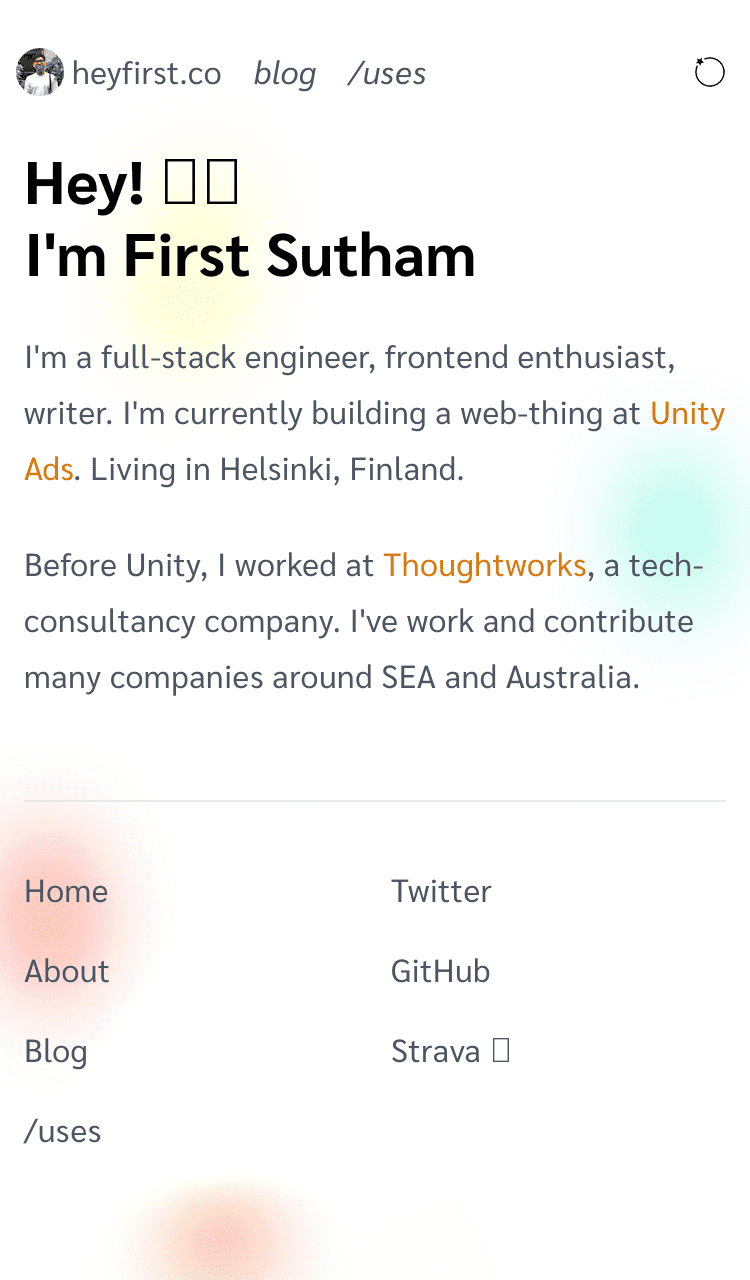 heyfirst.co blog /uses
Hey! 
I'm First Sutham
I'm a full-stack engineer, frontend enthusiast,
writer. I'm currently building a web-thing at Unity
Ads. Living in Helsinki, Finland.
Before Unity, I worked at Thoughtworks, a tech-
consultancy company. I've work and contribute
many companies around SEA and Australia.
Home
Twitter
About
GitHub
Blog
Strava
/uses